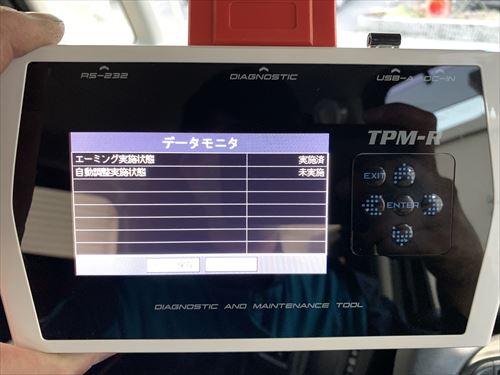 RS-232
DIAGNOSTIC
USB-A
DC-IN
TPM-R
データモニタ
エーミング実施状態 実施済
自動調整実施状態 未実施
EXIT
ENTER
DIAGNOSTIC AND MAINTENANCE TOOL